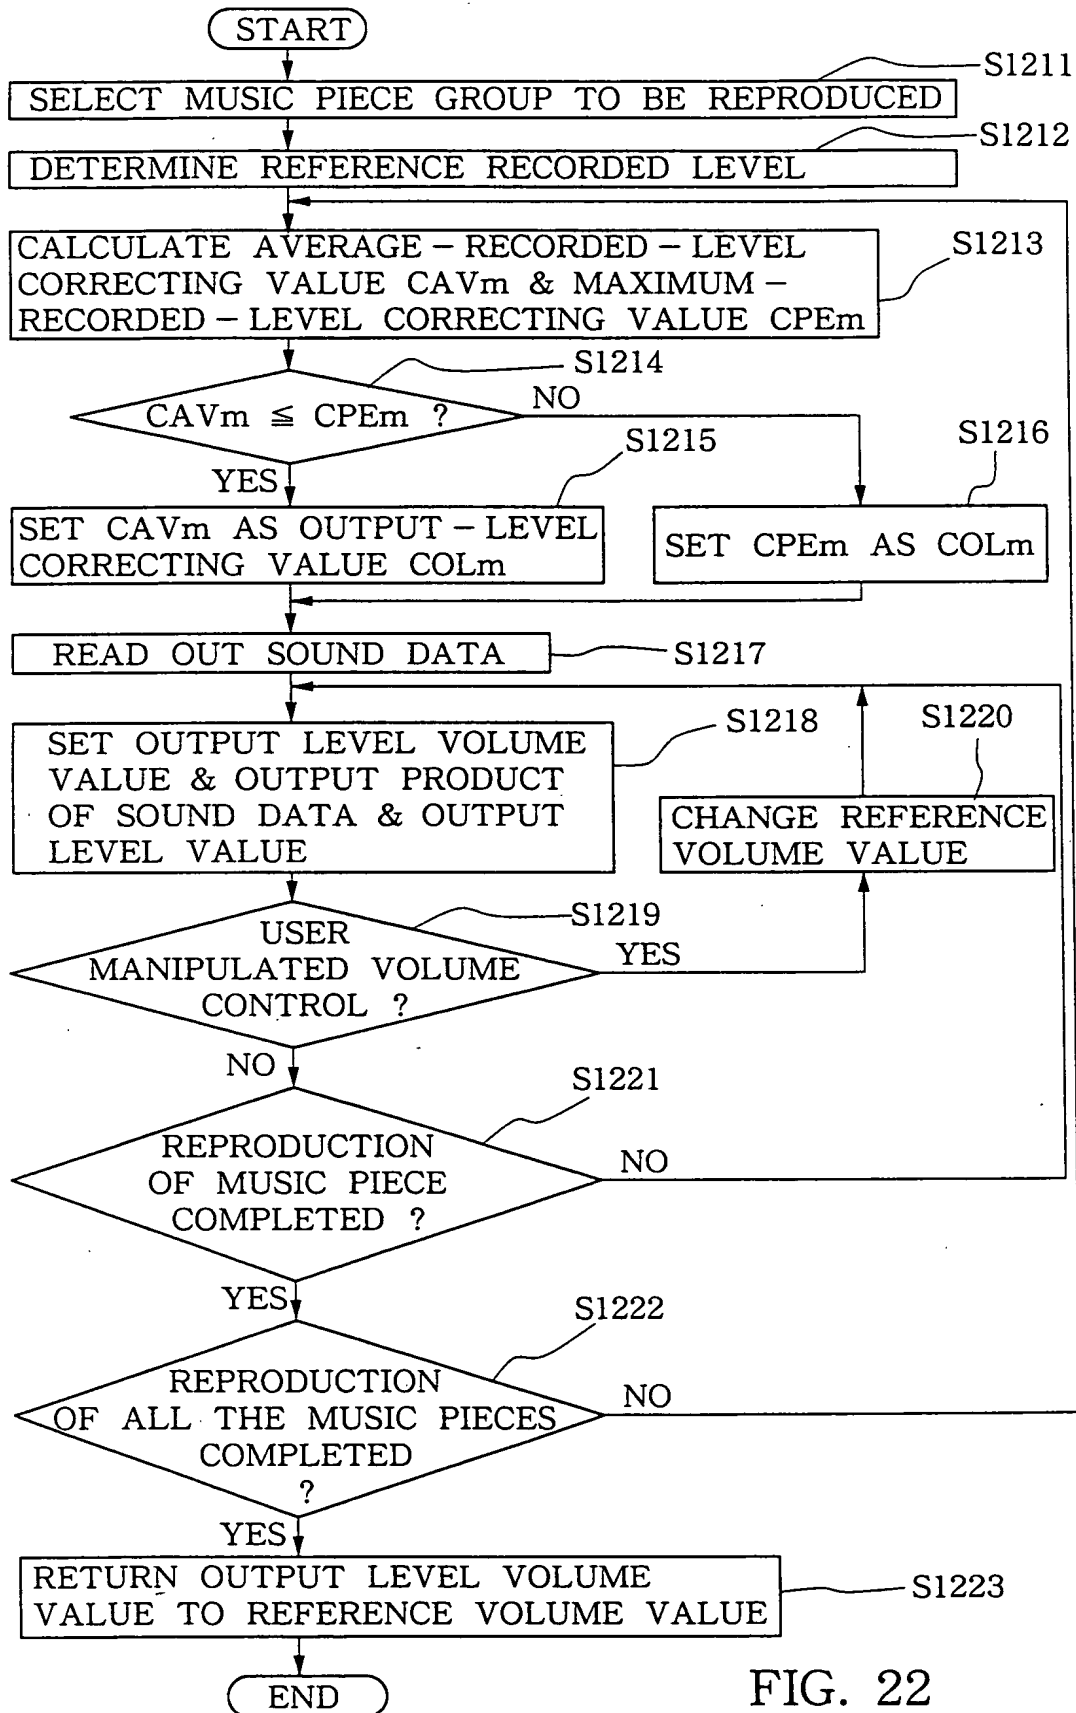 START
S1211
SELECT MUSIC PIECE GROUP TO BE REPRODUCED
S1212
DETERMINE REFERENCE RECORDED LEVEL
CALCULATE AVERAGE-RECORDED-LEVEL
CORRECTING VALUE CAVm & MAXIMUM-
RECORDED-LEVEL CORRECTING VALUE CPEm
S1213
S1214
CAVm ≦ CPEm ?
NO
YES
S1215
S1216
SET CAVm AS OUTPUT-LEVEL
CORRECTING VALUE COLm
SET CPEm AS COLm
READ OUT SOUND DATA
S1217
SET OUTPUT LEVEL VOLUME
VALUE & OUTPUT PRODUCT
OF SOUND DATA & OUTPUT
LEVEL VALUE
S1218
S1220
CHANGE REFERENCE
VOLUME VALUE
S1219
USER
MANIPULATED VOLUME
CONTROL ?
YES
NO
S1221
REPRODUCTION
OF MUSIC PIECE
COMPLETED ?
NO
YES
S1222
REPRODUCTION
OF ALL THE MUSIC PIECES
COMPLETED
?
NO
YES
RETURN OUTPUT LEVEL VOLUME
VALUE TO REFERENCE VOLUME VALUE
S1223
END
FIG. 22